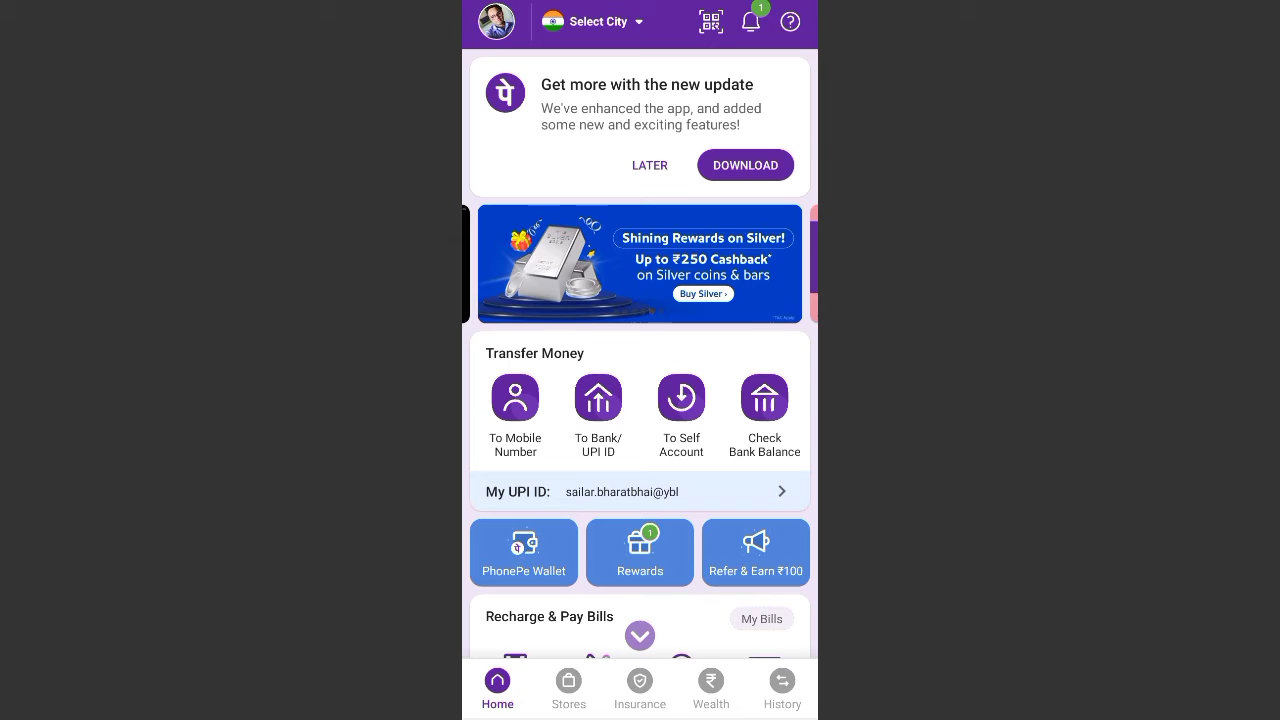 Select City
1
पे
Get more with the new update
We've enhanced the app, and added
some new and exciting features!
LATER
DOWNLOAD
Shining Rewards on Silver!
Up to ₹250 Cashback*
on Silver coins & bars
Buy Silver ›
Transfer Money
To Mobile
Number
To Bank/
UPI ID
To Self
Account
Check
Bank Balance
My UPI ID: sailar.bharatbhai@ybl
पे
PhonePe Wallet
1
Rewards
Refer & Earn ₹100
Recharge & Pay Bills
My Bills
Home
Stores
Insurance
₹
Wealth
History